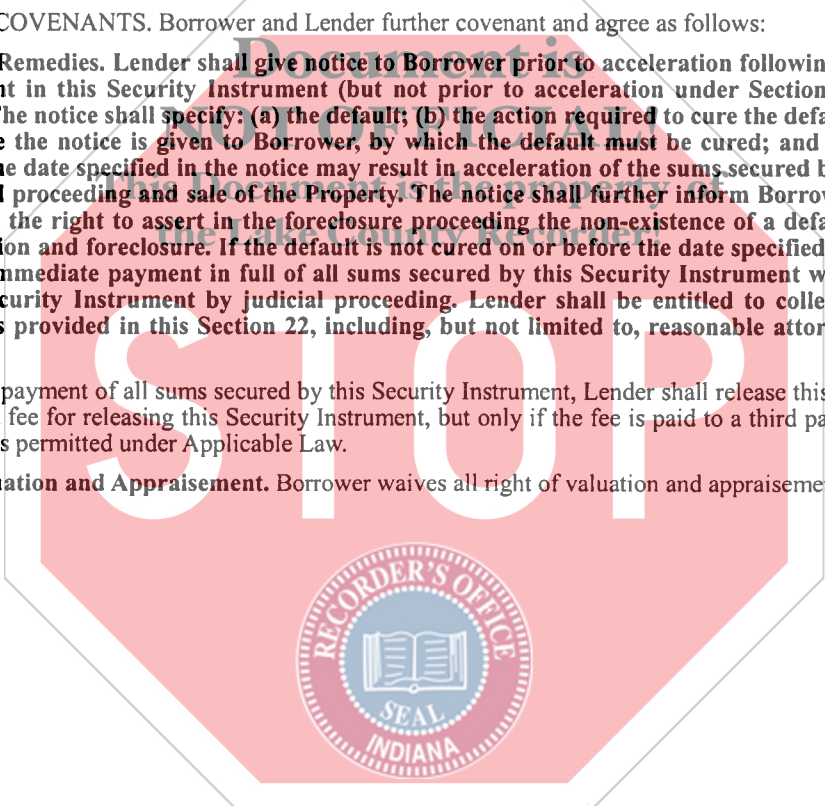 COVENANTS. Borrower and Lender further covenant and agree as follows:
Remedies. Lender shall give notice to Borrower prior to acceleration followin
nt in this Security Instrument (but not prior to acceleration under Section
he notice shall specify: (a) the default; (b) the action required to cure the defa
e the notice is given to Borrower, by which the default must be cured; and
he date specified in the notice may result in acceleration of the sums secured b
l proceeding and sale of the Property. The notice shall further inform Borrow
the right to assert in the foreclosure proceeding the non-existence of a defa
ion and foreclosure. If the default is not cured on or before the date specified
mmediate payment in full of all sums secured by this Security Instrument w
curity Instrument by judicial proceeding. Lender shall be entitled to colle
s provided in this Section 22, including, but not limited to, reasonable attor
payment of all sums secured by this Security Instrument, Lender shall release this
fee for releasing this Security Instrument, but only if the fee is paid to a third pa
s permitted under Applicable Law.
uation and Appraisement. Borrower waives all right of valuation and appraiseme
Document is
NOT OFFICIAL!
This Document is the property of
the Lake County Recorder!
STOP
RECORDER'S OFFICE
SEAL
INDIANA